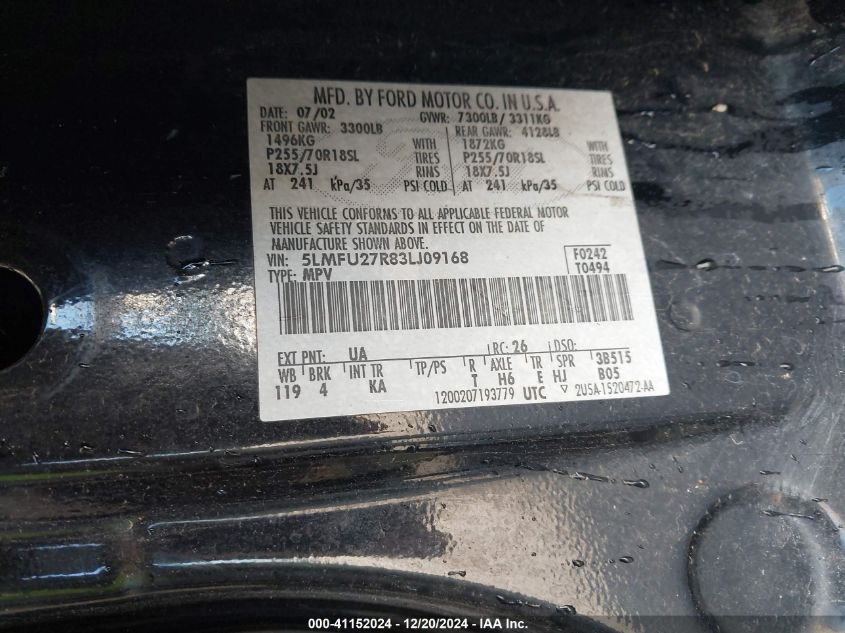 MFD. BY FORD MOTOR CO. IN U.S.A.
DATE: 07/02 GVWR: 7300LB/ 3311KG
FRONT GAWR: 3300LB REAR GAWR: 4128LB
1496KG WITH 1872KG WITH
P255/70R18SL TIRES P255/70R18SL TIRES
18X7.5J RIMS 18X7.5J RIMS
AT 241 kPa/35 PSI COLD AT 241 kPa/35 PSI COLD
THIS VEHICLE CONFORMS TO ALL APPLICABLE FEDERAL MOTOR
VEHICLE SAFETY STANDARDS IN EFFECT ON THE DATE OF
MANUFACTURE SHOWN ABOVE.
VIN: 5LMFU27R83LJ09168 F0242
TYPE: MPV T0494
EXT PNT: UA RC: 26 DSO:
WB BRK INT TR TP/PS R AXLE TR SPR 3B515
119 4 KA T H6 E HJ B05
1200207193779 UTC ▽ 2U5A-1520472-AA
000-41152024 - 12/20/2024 - IAA Inc.